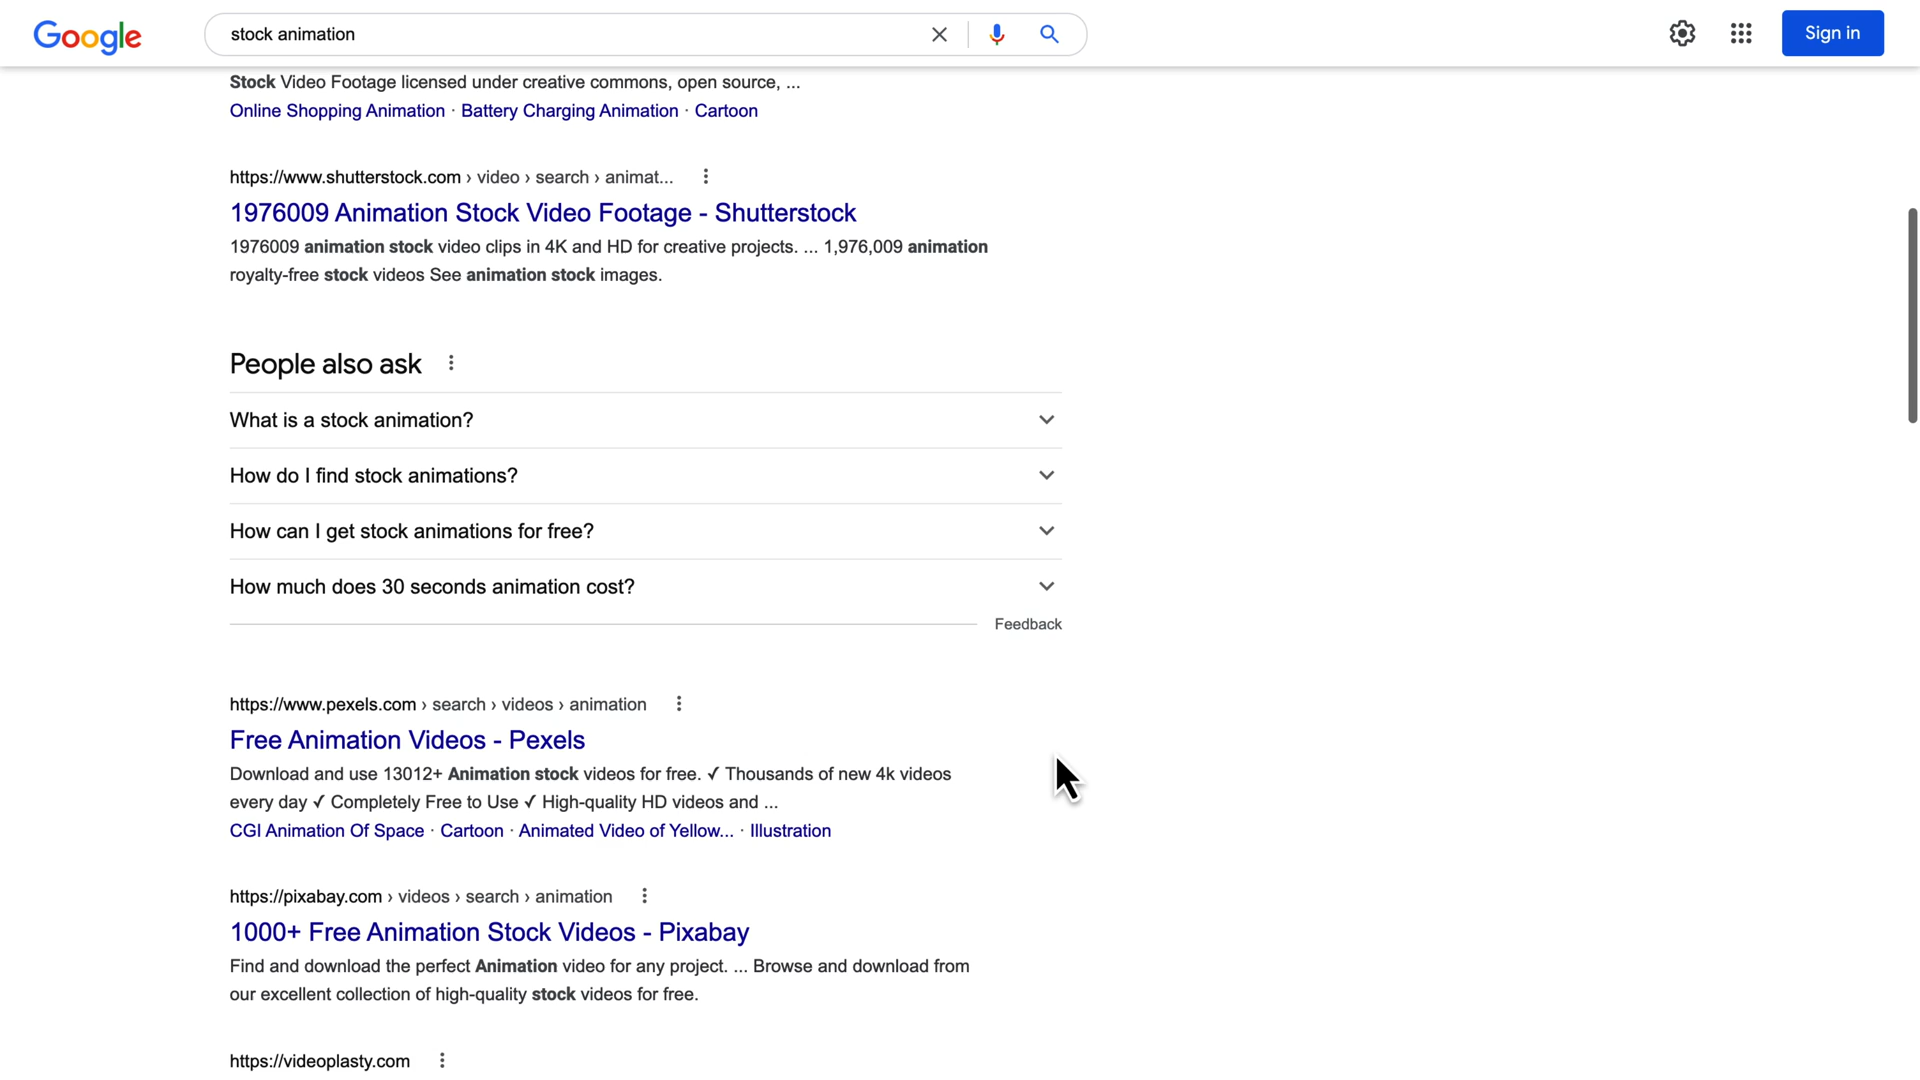 Google
stock animation
Sign in
Stock Video Footage licensed under creative commons, open source, ...
Online Shopping Animation · Battery Charging Animation · Cartoon
https://www.shutterstock.com › video › search › animat...
1976009 Animation Stock Video Footage - Shutterstock
1976009 animation stock video clips in 4K and HD for creative projects. ... 1,976,009 animation
royalty-free stock videos See animation stock images.
People also ask
What is a stock animation?
How do I find stock animations?
How can I get stock animations for free?
How much does 30 seconds animation cost?
Feedback
https://www.pexels.com › search › videos › animation
Free Animation Videos - Pexels
Download and use 13012+ Animation stock videos for free. ✓ Thousands of new 4k videos
every day ✓ Completely Free to Use ✓ High-quality HD videos and ...
CGI Animation Of Space · Cartoon · Animated Video of Yellow... · Illustration
https://pixabay.com › videos › search › animation
1000+ Free Animation Stock Videos - Pixabay
Find and download the perfect Animation video for any project. ... Browse and download from
our excellent collection of high-quality stock videos for free.
https://videoplasty.com